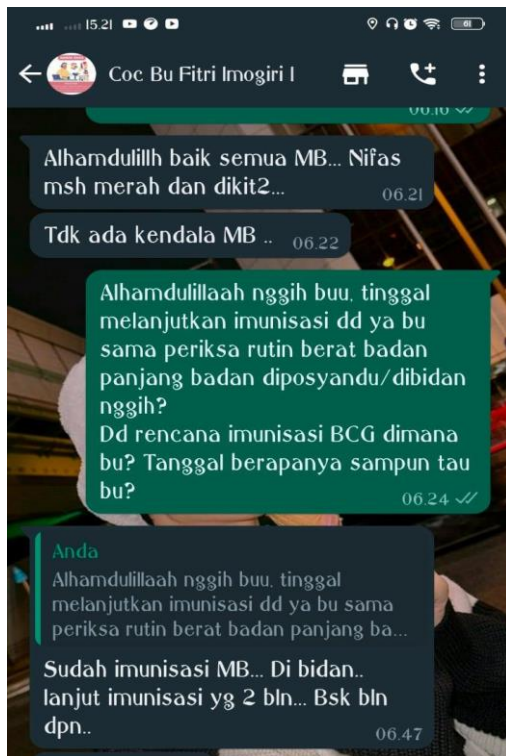 15.21
61
Coc Bu Fitri Imogiri I
06.16
Alhamdulillh baik semua MB... Nifas
msh merah dan dikit2...
06.21
Tdk ada kendala MB .. 06.22
Alhamdulillaah nggih buu, tinggal
melanjutkan imunisasi dd ya bu
sama periksa rutin berat badan
panjang badan diposyandu/dibidan
nggih?
Dd rencana imunisasi BCG dimana
bu? Tanggal berapanya sampun tau
bu?
06.24
Anda
Alhamdulillaah nggih buu, tinggal
melanjutkan imunisasi dd ya bu sama
periksa rutin berat badan panjang ba...
Sudah imunisasi MB... Di bidan..
lanjut imunisasi yg 2 bln... Bsk bln
dpn..
06.47